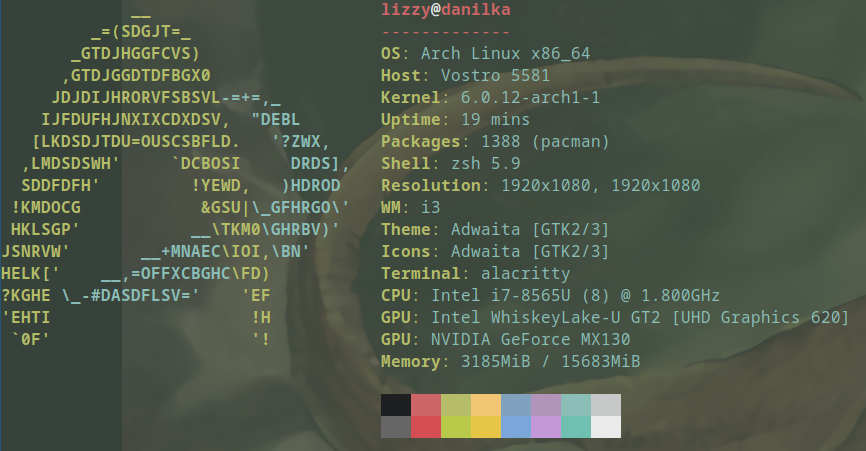 __
_=(SDGJT=_
_GTDJHGGFCVS)
,GTDJGGDTDFBGX0
JDJDIJHRORVFSBSVL-=+=,_
IJFDUFHJNXIXCDXDSV,  "DEBL
[LKDSDJTDU=OUSCSBFLD.   '?ZWX,
,LMDSDSWH'     `DCBOSI     DRDS],
SDDFDFH'         !YEWD,   )HDROD
!KMDOCG            &GSU|\_GFHRGO\'
HKLSGP'           __\TKM0\GHRBV)'
JSNRVW'       __+MNAEC\IOI,\BN'
HELK['    __,=OFFXCBGHC\FD)
?KGHE \_-#DASDFLSV='    'EF
'EHTI                    !H
`0F'                    '!
lizzy@danilka
-------------
OS: Arch Linux x86_64
Host: Vostro 5581
Kernel: 6.0.12-arch1-1
Uptime: 19 mins
Packages: 1388 (pacman)
Shell: zsh 5.9
Resolution: 1920x1080, 1920x1080
WM: i3
Theme: Adwaita [GTK2/3]
Icons: Adwaita [GTK2/3]
Terminal: alacritty
CPU: Intel i7-8565U (8) @ 1.800GHz
GPU: Intel WhiskeyLake-U GT2 [UHD Graphics 620]
GPU: NVIDIA GeForce MX130
Memory: 3185MiB / 15683MiB